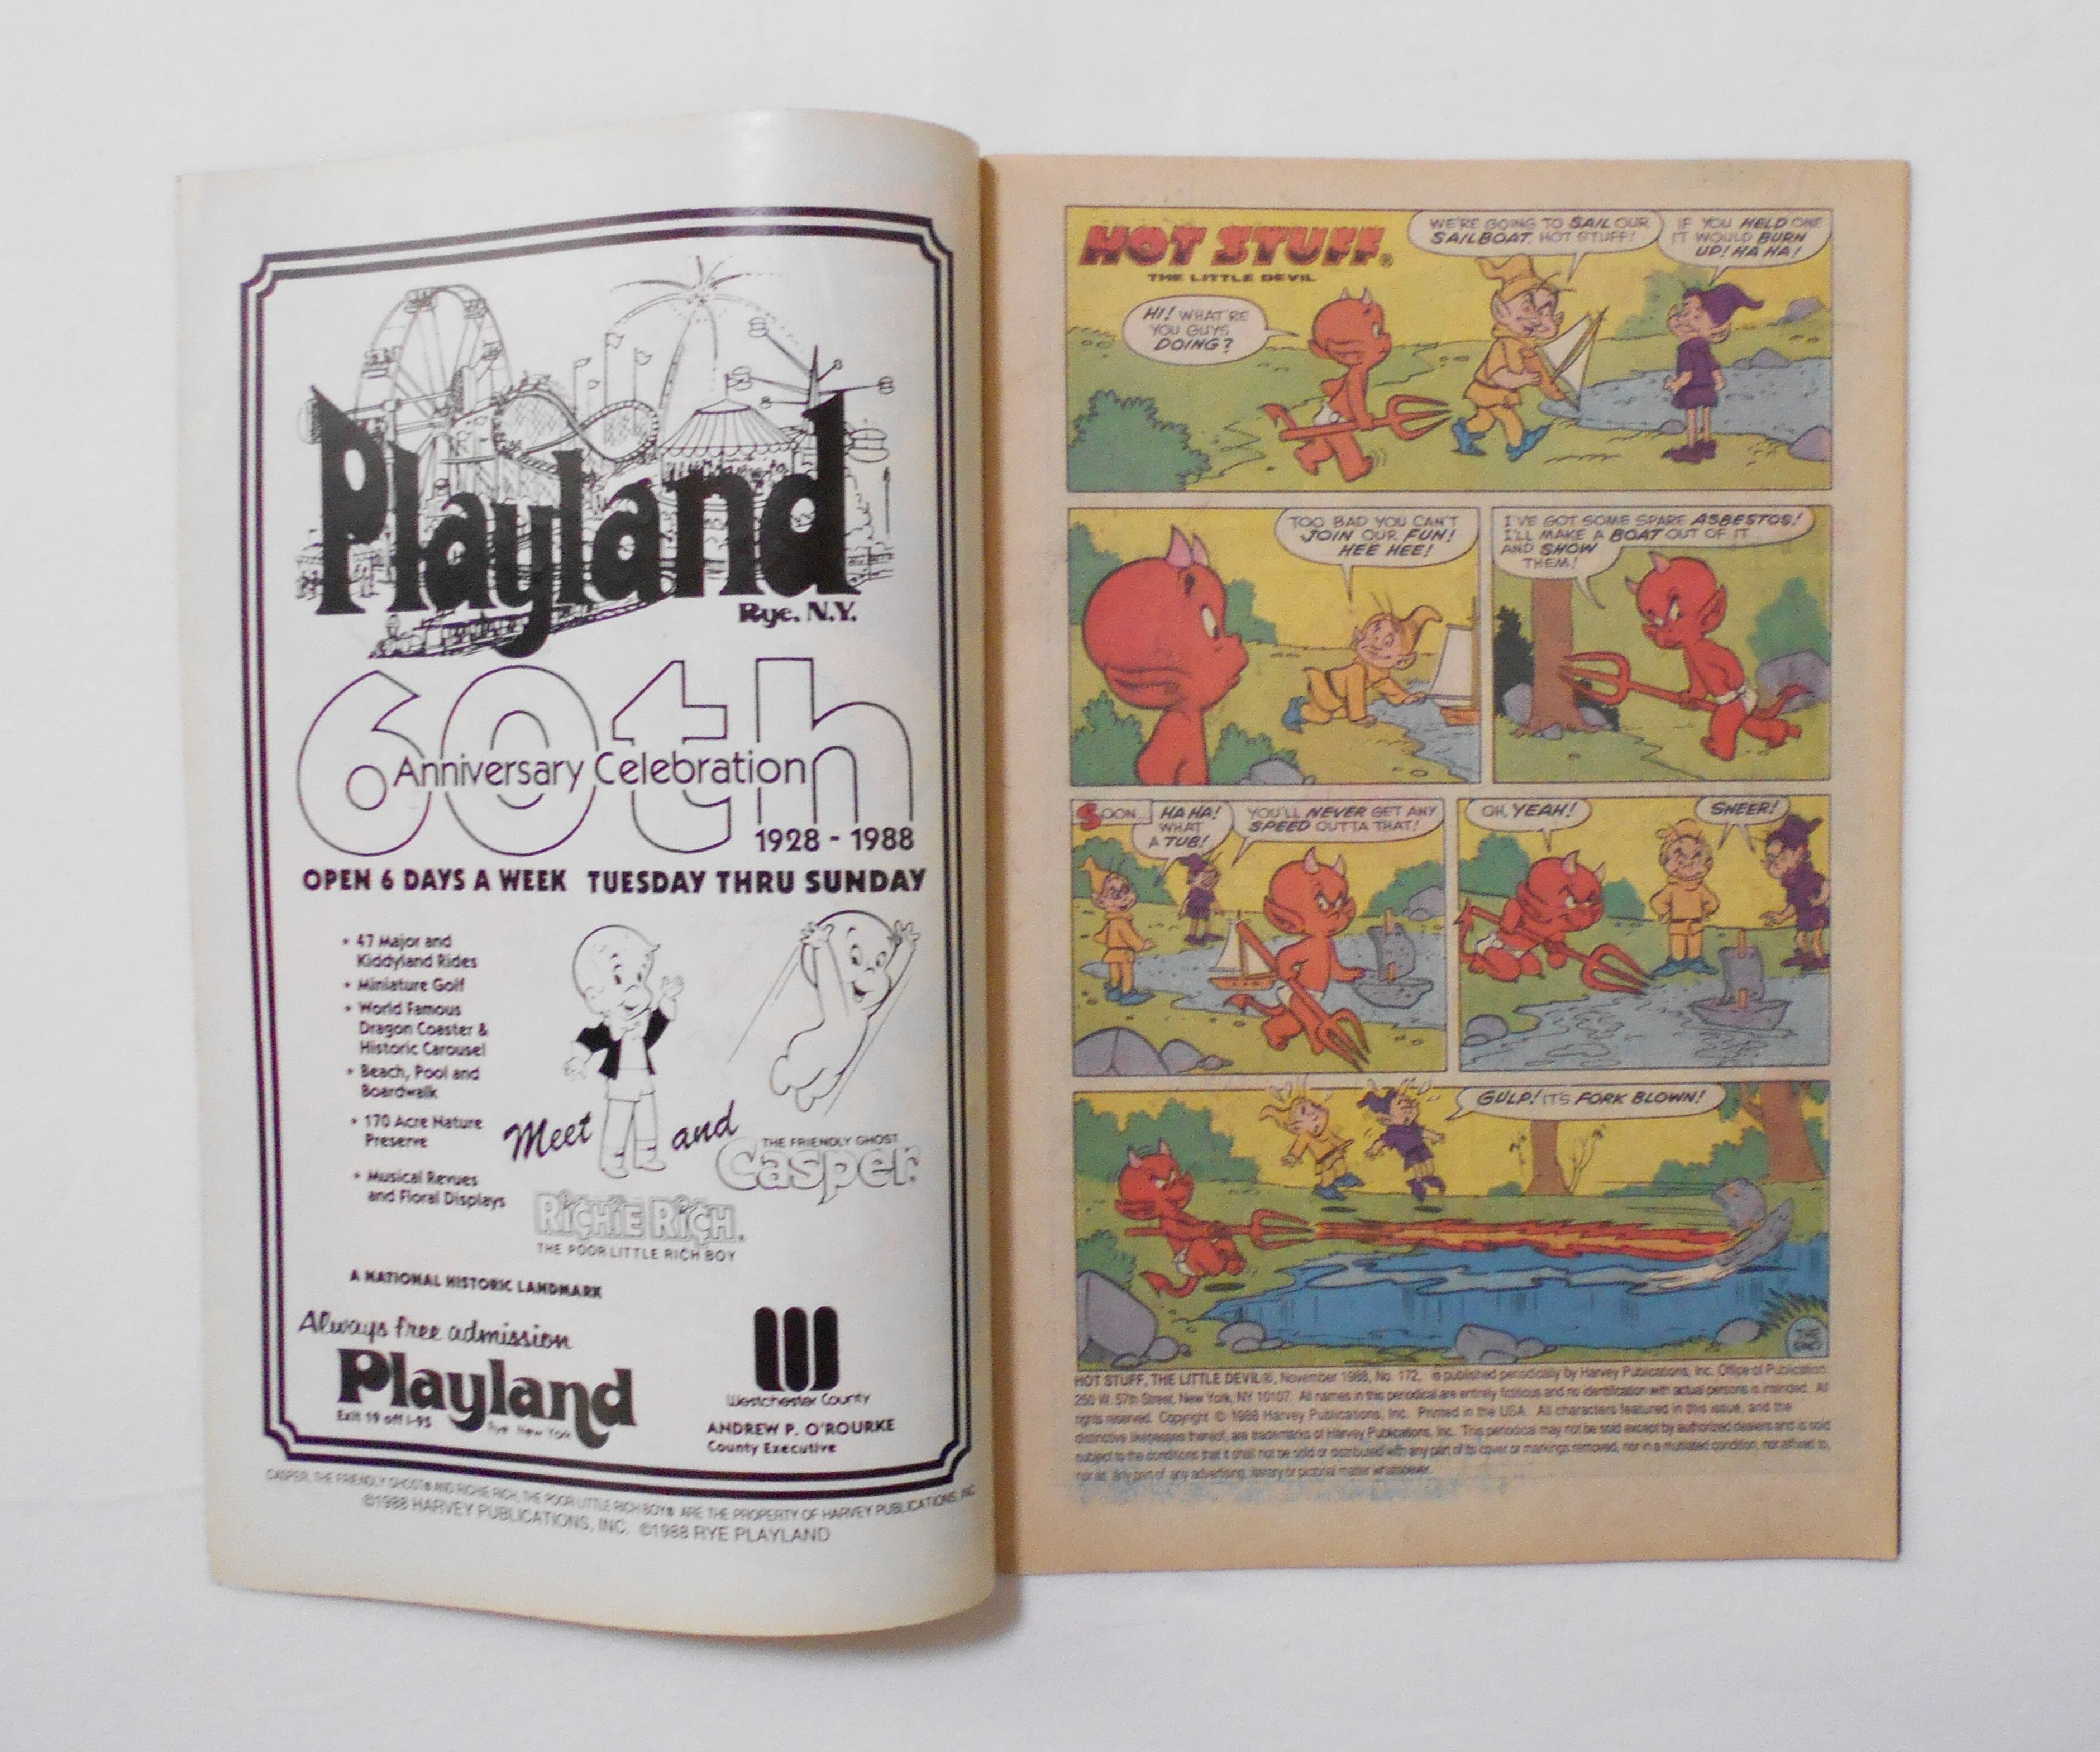 Playland
Rye. N.Y.
60th
Anniversary Celebration
1928 - 1988
OPEN 6 DAYS A WEEK TUESDAY THRU SUNDAY
• 47 Major and
Kiddyland Rides
• Miniature Golf
• World Famous
Dragon Coaster &
Historic Carousel
• Beach, Pool and
Boardwalk
• 170 Acre Nature
Preserve
• Musical Revues
and Floral Displays
Meet
RiCHiE RiCH.
THE POOR LITTLE RICH BOY
and
THE FRIENDLY GHOST
Casper.
A NATIONAL HISTORIC LANDMARK
Always free admission
Playland
Exit 19 off I-95
Rye New York
Westchester County
ANDREW P. O'ROURKE
County Executive
CASPER, THE FRIENDLY GHOST® AND RICHIE RICH, THE POOR LITTLE RICH BOY® ARE THE PROPERTY OF HARVEY PUBLICATIONS, INC.
©1988 HARVEY PUBLICATIONS, INC. ©1988 RYE PLAYLAND
HOT STUFF®
THE LITTLE DEVIL
HI! WHAT'RE
YOU GUYS
DOING?
WE'RE GOING TO SAIL OUR
SAILBOAT, HOT STUFF!
IF YOU HELD ONE
IT WOULD BURN
UP! HA HA!
TOO BAD YOU CAN'T
JOIN OUR FUN!
HEE HEE!
I'VE GOT SOME SPARE ASBESTOS!
I'LL MAKE A BOAT OUT OF IT
AND SHOW
THEM!
SOON...
HA HA!
WHAT
A TUB!
YOU'LL NEVER GET ANY
SPEED OUTTA THAT!
OH, YEAH!
SNEER!
GULP! IT'S FORK BLOWN!
THE END
HOT STUFF, THE LITTLE DEVIL®, November 1988, No. 172, is published periodically by Harvey Publications, Inc. Office of Publication:
250 W. 57th Street, New York, NY 10107. All names in this periodical are entirely fictitious and no identification with actual persons is intended. All
rights reserved. Copyright © 1988 Harvey Publications, Inc. Printed in the USA. All characters featured in this issue, and the
distinctive likenesses thereof, are trademarks of Harvey Publications, Inc. This periodical may not be sold except by authorized dealers and is sold
subject to the conditions that it shall not be sold or distributed with any part of its cover or markings removed, nor in a mutilated condition, nor affixed to,
nor as any part of any advertising, literary or pictorial matter whatsoever.